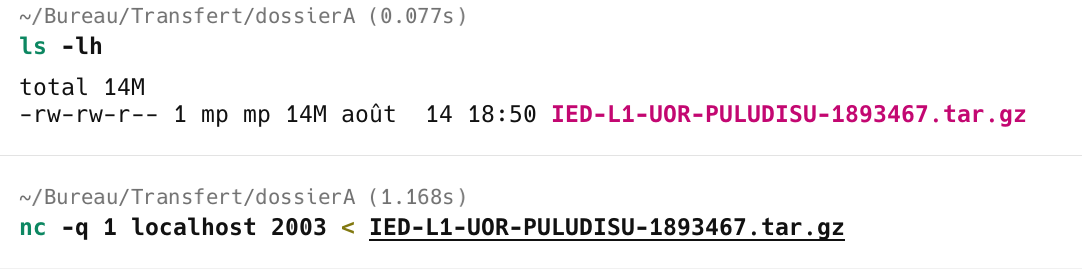 ~/Bureau/Transfert/dossierA (0.077s)
ls -lh
total 14M
-rw-rw-r-- 1 mp mp 14M août  14 18:50 IED-L1-UOR-PULUDISU-1893467.tar.gz
~/Bureau/Transfert/dossierA (1.168s)
nc -q 1 localhost 2003 < IED-L1-UOR-PULUDISU-1893467.tar.gz